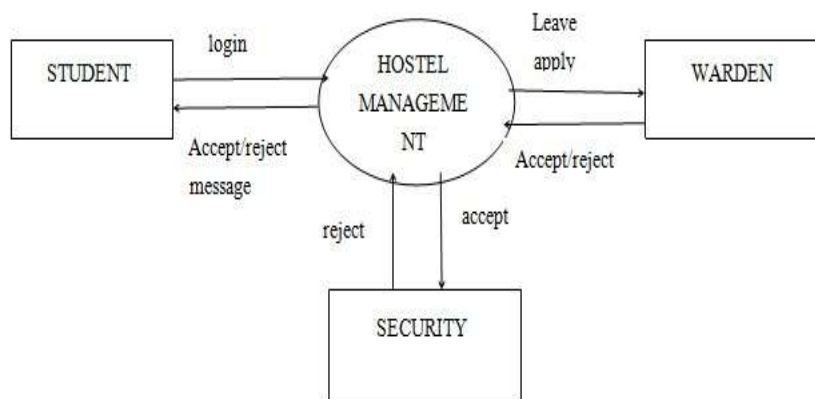 login
Leave
apply
STUDENT
HOSTEL
MANAGEME
NT
WARDEN
Accept/reject
message
Accept/reject
reject
accept
SECURITY